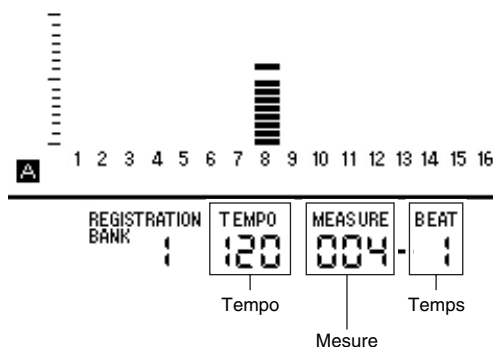 A 1 2 3 4 5 6 7 8 9 10 11 12 13 14 15 16
REGISTRATION BANK 1
TEMPO 120
MEASURE 004 -
BEAT 1
Tempo
Temps
Mesure